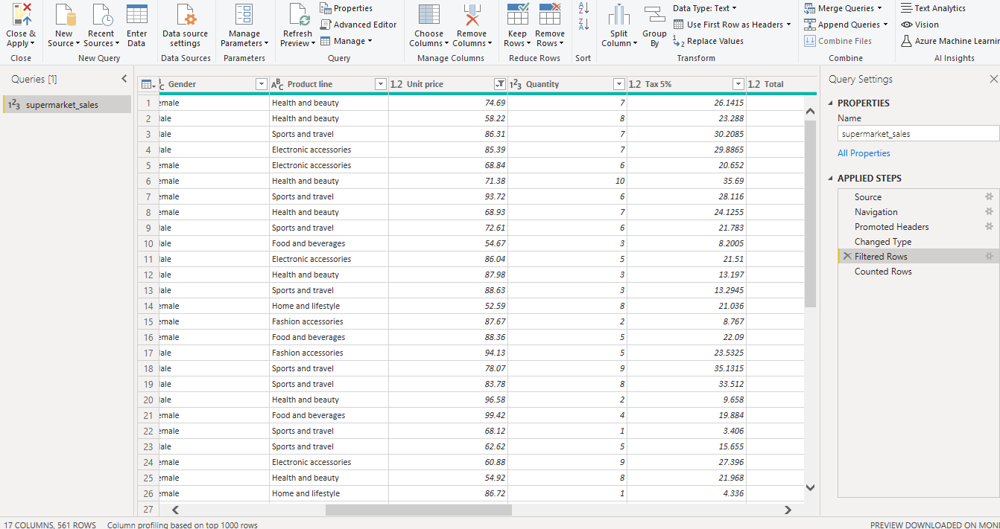 Close & Apply
New Source
Recent Sources
Enter Data
Data source settings
Manage Parameters
Refresh Preview
Properties
Advanced Editor
Manage
Choose Columns
Remove Columns
Keep Rows
Remove Rows
Split Column
Group By
Data Type: Text
Use First Row as Headers
Replace Values
Merge Queries
Append Queries
Combine Files
Text Analytics
Vision
Azure Machine Learni
Close
New Query
Data Sources
Parameters
Query
Manage Columns
Reduce Rows
Sort
Transform
Combine
AI Insights
Queries [1]
123 supermarket_sales
Gender ABC Product line 1.2 Unit price 123 Quantity 1.2 Tax 5% 1.2 Total
1 emale Health and beauty 74.69 7 26.1415
2 ale Health and beauty 58.22 8 23.288
3 ale Sports and travel 86.31 7 30.2085
4 ale Electronic accessories 85.39 7 29.8865
5 emale Electronic accessories 68.84 6 20.652
6 emale Health and beauty 71.38 10 35.69
7 emale Sports and travel 93.72 6 28.116
8 emale Health and beauty 68.93 7 24.1255
9 ale Sports and travel 72.61 6 21.783
10 ale Food and beverages 54.67 3 8.2005
11 ale Electronic accessories 86.04 5 21.51
12 ale Health and beauty 87.98 3 13.197
13 ale Sports and travel 88.63 3 13.2945
14 emale Home and lifestyle 52.59 8 21.036
15 emale Fashion accessories 87.67 2 8.767
16 emale Food and beverages 88.36 5 22.09
17 ale Fashion accessories 94.13 5 23.5325
18 ale Sports and travel 78.07 9 35.1315
19 ale Sports and travel 83.78 8 33.512
20 ale Health and beauty 96.58 2 9.658
21 emale Food and beverages 99.42 4 19.884
22 emale Sports and travel 68.12 1 3.406
23 ale Sports and travel 62.62 5 15.655
24 emale Electronic accessories 60.88 9 27.396
25 emale Health and beauty 54.92 8 21.968
26 emale Home and lifestyle 86.72 1 4.336
27
Query Settings
PROPERTIES
Name
supermarket_sales
All Properties
APPLIED STEPS
Source
Navigation
Promoted Headers
Changed Type
Filtered Rows
Counted Rows
17 COLUMNS, 561 ROWS
Column profiling based on top 1000 rows
PREVIEW DOWNLOADED ON MON